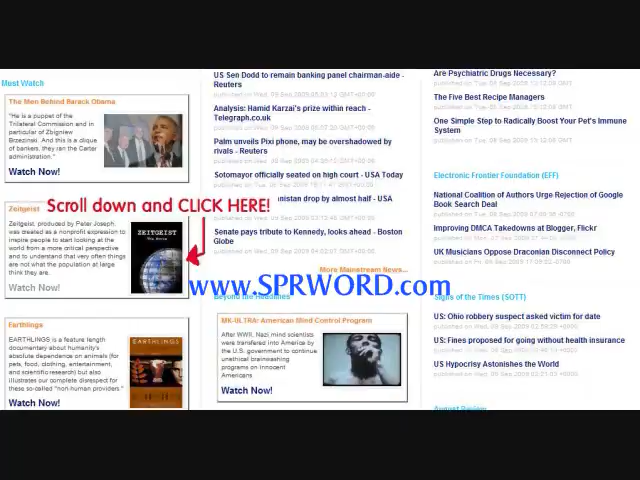 Most Watch
The Men Behind Barack Obama
"He is a puppet of the
Trilateral Commission and in
particular of Zbigniew
Brzezinski. And this is a clique
of bankers, they ran the Carter
administration."
Watch Now!
Scroll down and CLICK HERE!
Zeitgeist
Zeitgeist, produced by Peter Joseph,
was created as a nonprofit expression to
inspire people to start looking at the
world from a more critical perspective
and to understand that very often things
are not what the population at large
think they are.
Watch Now!
ZEITGEIST
Earthlings
EARTHLINGS is a feature length
documentary about humanity's
absolute dependence on animals (for
pets, food, clothing, entertainment,
and scientific research) but also
illustrates our complete disrespect for
these so-called "non-human providers."
Watch Now!
EARTHLINGS
US Sen Dodd to remain banking panel chairman-aide -
Reuters
Analysis: Hamid Karzai's prize within reach -
Telegraph.co.uk
Palm unveils Pixi phone, may be overshadowed by
rivals - Reuters
Sotomayor officially seated on high court - USA Today
nistan drop by almost half - USA
Senate pays tribute to Kennedy, looks ahead - Boston
Globe
More Mainstream News...
www.SPRWORD.com
Beyond the Headlines
MK-ULTRA: American Mind Control Program
After WWII, Nazi mind scientists
were transfered into America by
the U.S. government to continue
unethical brainwashing
programs on innocent
Americans
Watch Now!
Are Psychiatric Drugs Necessary?
The Five Best Recipe Managers
One Simple Step to Radically Boost Your Pet's Immune
System
Electronic Frontier Foundation (EFF)
National Coalition of Authors Urge Rejection of Google
Book Search Deal
Improving DMCA Takedowns at Blogger, Flickr
UK Musicians Oppose Draconian Disconnect Policy
Signs of the Times (SOTT)
US: Ohio robbery suspect asked victim for date
US: Fines proposed for going without health insurance
US Hypocrisy Astonishes the World
August Review